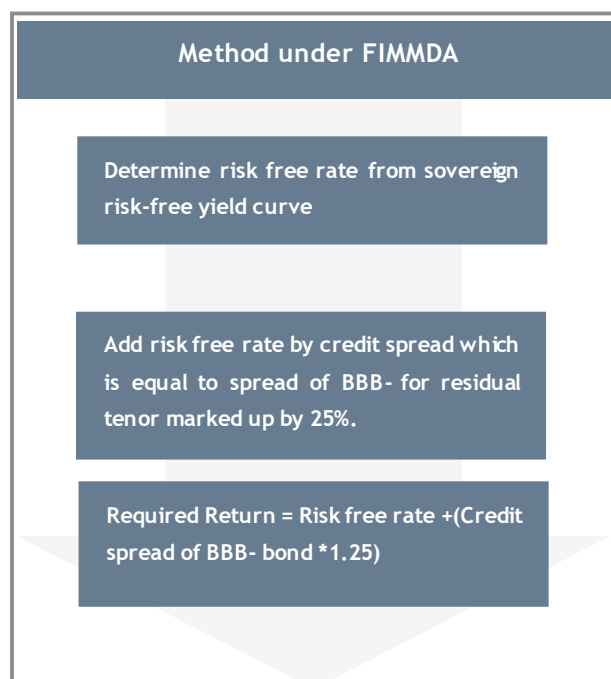 Method under FIMMDA
Determine risk free rate from sovereign
risk-free yield curve
Add risk free rate by credit spread which
is equal to spread of BBB- for residual
tenor marked up by 25%.
Required Return = Risk free rate +(Credit
spread of BBB- bond *1.25)